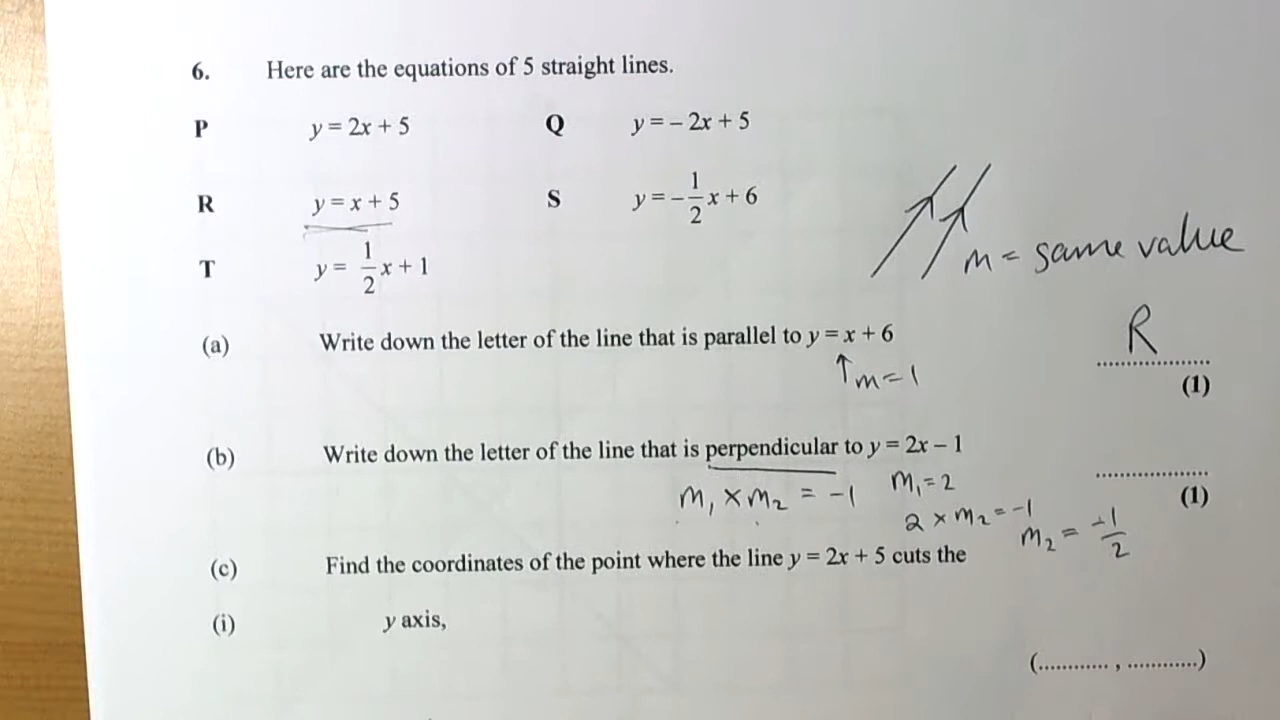 6. Here are the equations of 5 straight lines.
P y = 2x + 5 Q y = – 2x + 5
R y = x + 5 S y = –1/2 x + 6
m = same value
T y = 1/2 x + 1
(a) Write down the letter of the line that is parallel to y = x + 6
R
↑ m = 1
(1)
(b) Write down the letter of the line that is perpendicular to y = 2x – 1
m₁ × m₂ = -1 m₁ = 2
(1)
2 × m₂ = -1
m₂ = -1/2
(c) Find the coordinates of the point where the line y = 2x + 5 cuts the
(i) y axis,
(............ , ............)